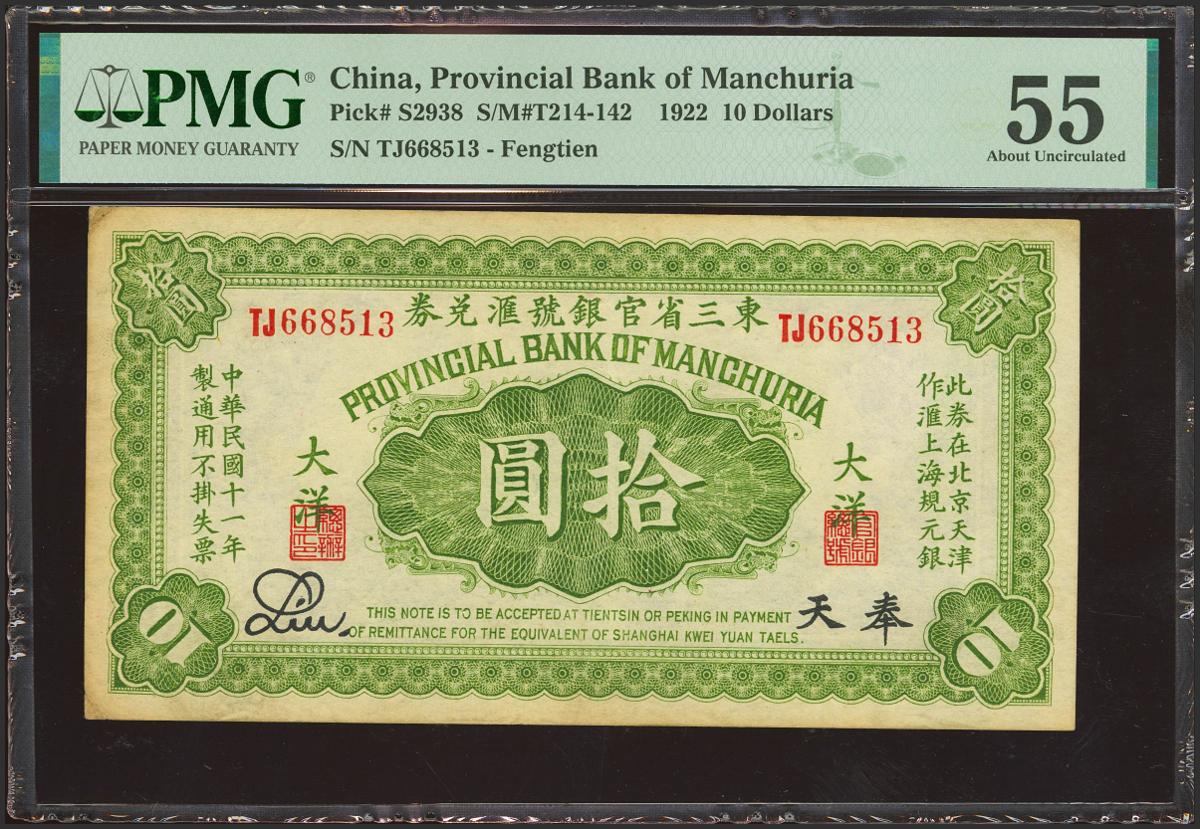 PMG®
PAPER MONEY GUARANTY
China, Provincial Bank of Manchuria
Pick# S2938 S/M#T214-142 1922 10 Dollars
S/N TJ668513 - Fengtien
55
About Uncirculated
拾圓
拾圓
東三省官銀號滙兌券
TJ668513
TJ668513
PROVINCIAL BANK OF MANCHURIA
此券在北京天津
作滙上海規元銀
大洋
拾圓
大洋
中華民國十一年
製通用不掛失票
Liu.
THIS NOTE IS TO BE ACCEPTED AT TIENTSIN OR PEKING IN PAYMENT
OF REMITTANCE FOR THE EQUIVALENT OF SHANGHAI KWEI YUAN TAELS.
奉天
10
10